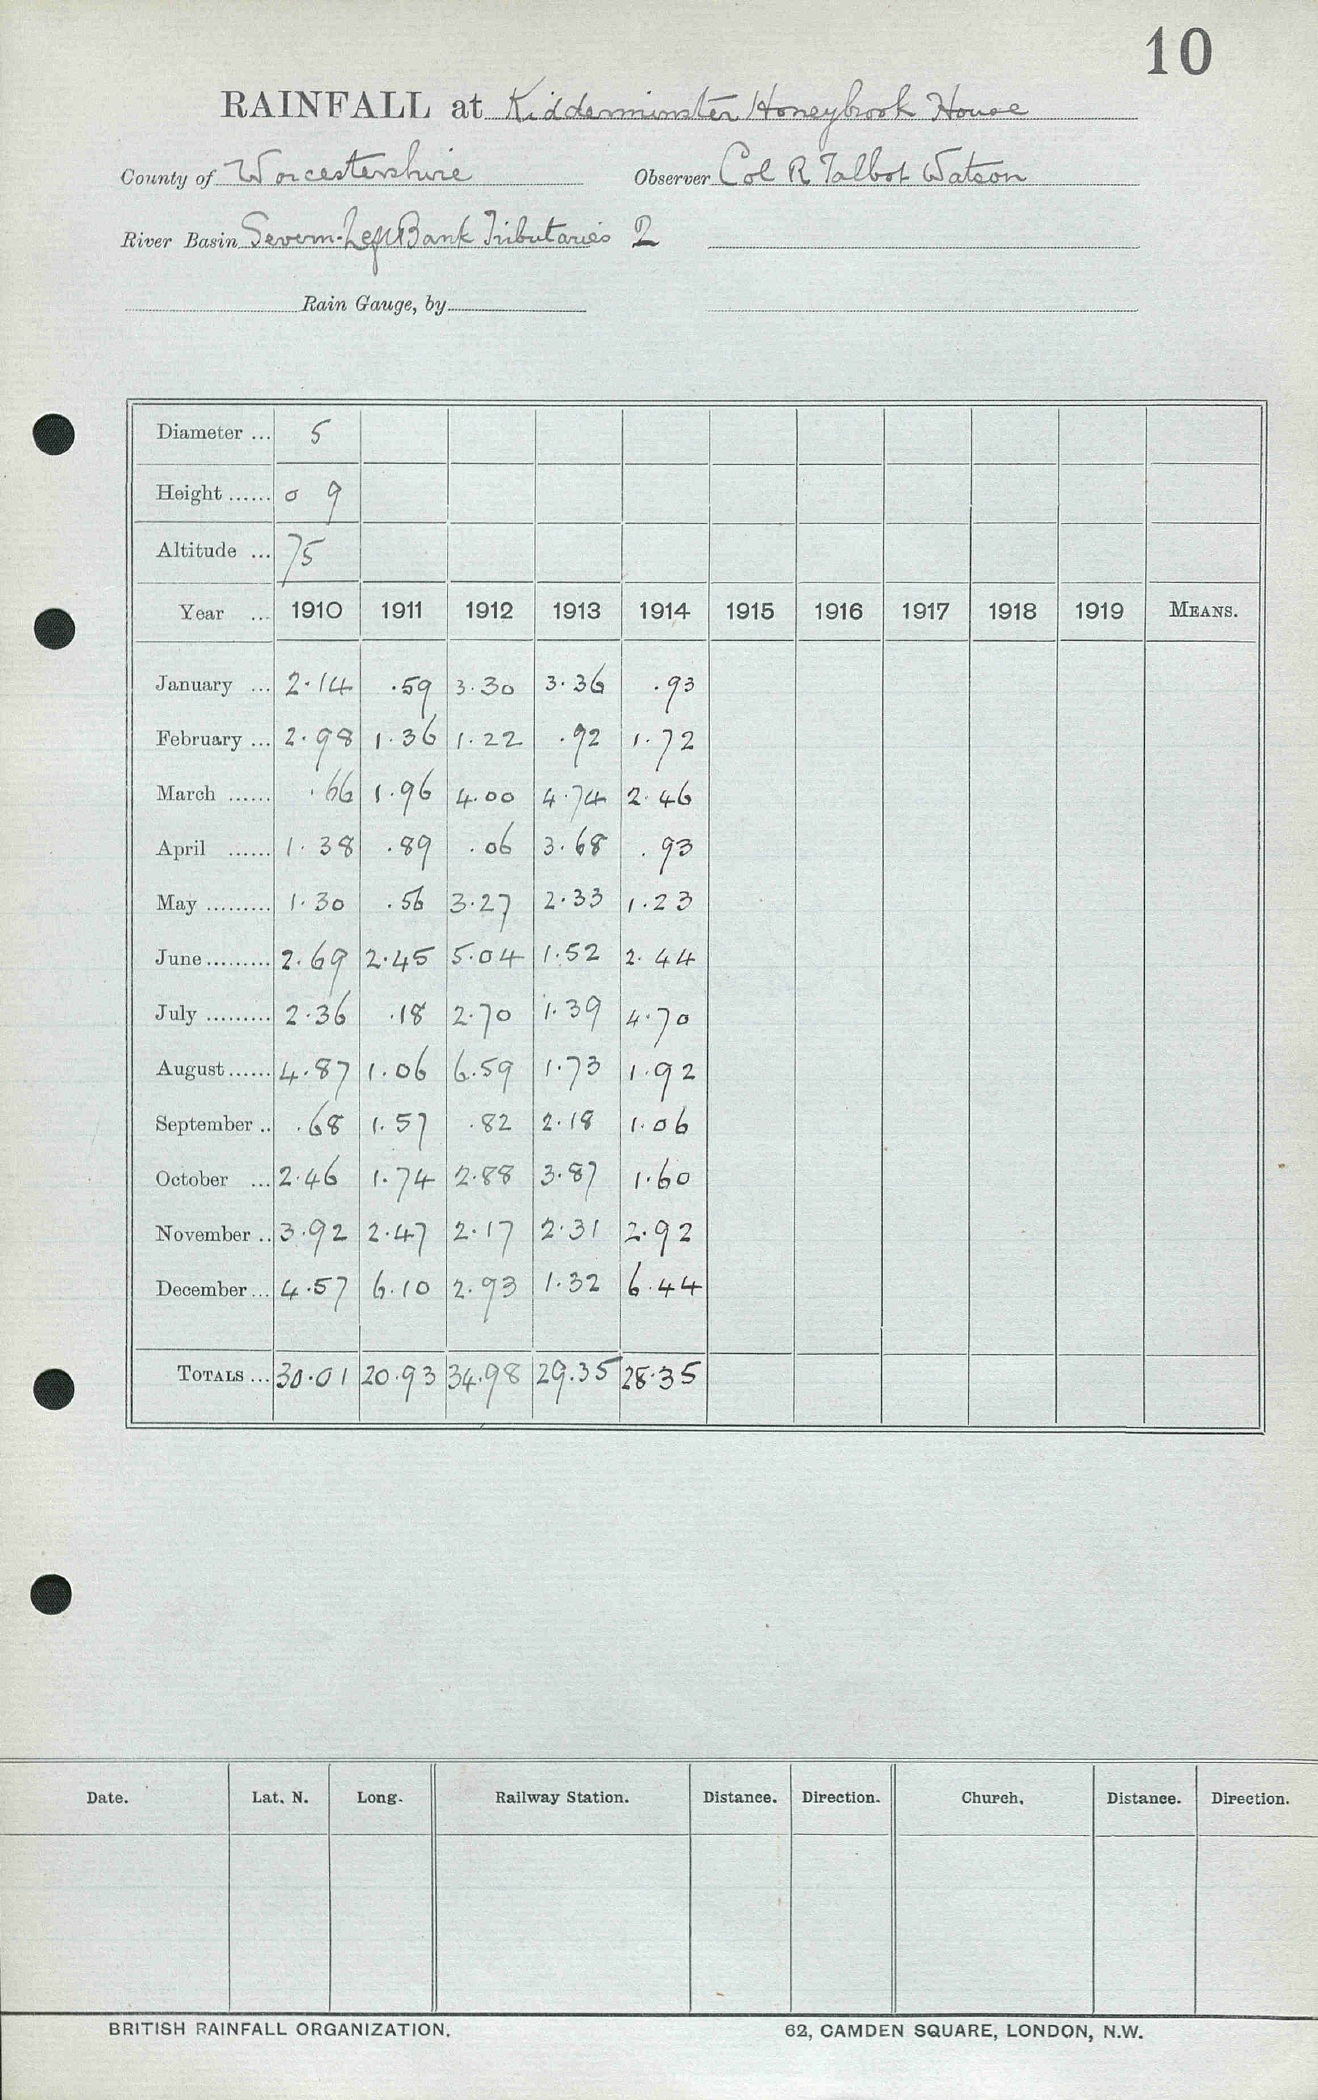 10
RAINFALL at Kidderminster Honeybrook House
County of Worcestershire Observer Col R Talbot Watson
River Basin Severn-Left Bank Tributaries 2
Rain Gauge, by
Diameter ... 5
Height ...... 0 9
Altitude ... 75
Year ... 1910 1911 1912 1913 1914 1915 1916 1917 1918 1919 MEANS.
January ... 2.14 .59 3.30 3.36 .93
February ... 2.98 1.36 1.22 .92 1.72
March ...... .66 1.96 4.00 4.74 2.46
April ...... 1.38 .89 .06 3.68 .93
May ......... 1.30 .56 3.27 2.33 1.23
June ......... 2.69 2.45 5.04 1.52 2.44
July ......... 2.36 .18 2.70 1.39 4.70
August ...... 4.87 1.06 6.59 1.73 1.92
September .. .68 1.57 .82 2.18 1.06
October ... 2.46 1.74 2.88 3.87 1.60
November .. 3.92 2.47 2.17 2.31 2.92
December ... 4.57 6.10 2.93 1.32 6.44
TOTALS ... 30.01 20.93 34.98 29.35 28.35
Date. Lat. N. Long. Railway Station. Distance. Direction. Church. Distance. Direction.
BRITISH RAINFALL ORGANIZATION. 62, CAMDEN SQUARE, LONDON, N.W.